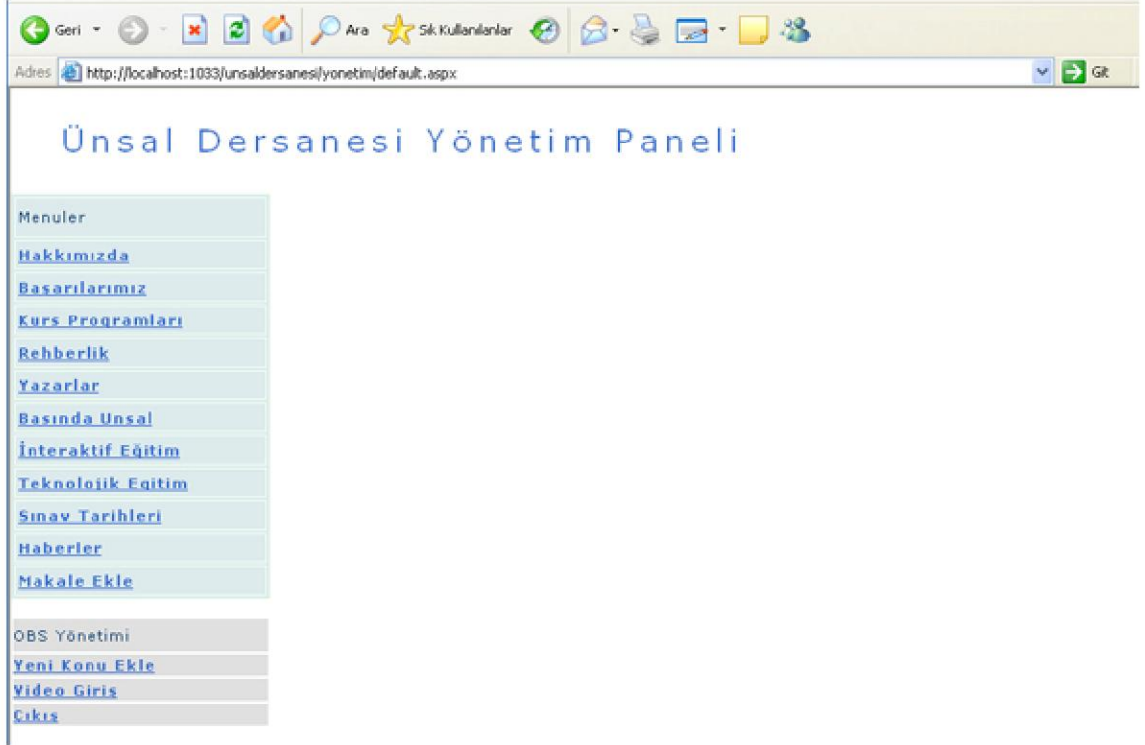 Geri Ara Sık Kullanılanlar
Adres http://localhost:1033/unsaldersanesi/yonetim/default.aspx Git
Ünsal Dersanesi Yönetim Paneli
Menuler
Hakkımızda
Basarılarımız
Kurs Programları
Rehberlik
Yazarlar
Basında Unsal
İnteraktif Eğitim
Teknolojik Egitim
Sınav Tarihleri
Haberler
Makale Ekle
OBS Yönetimi
Yeni Konu Ekle
Video Giris
Cıkıs